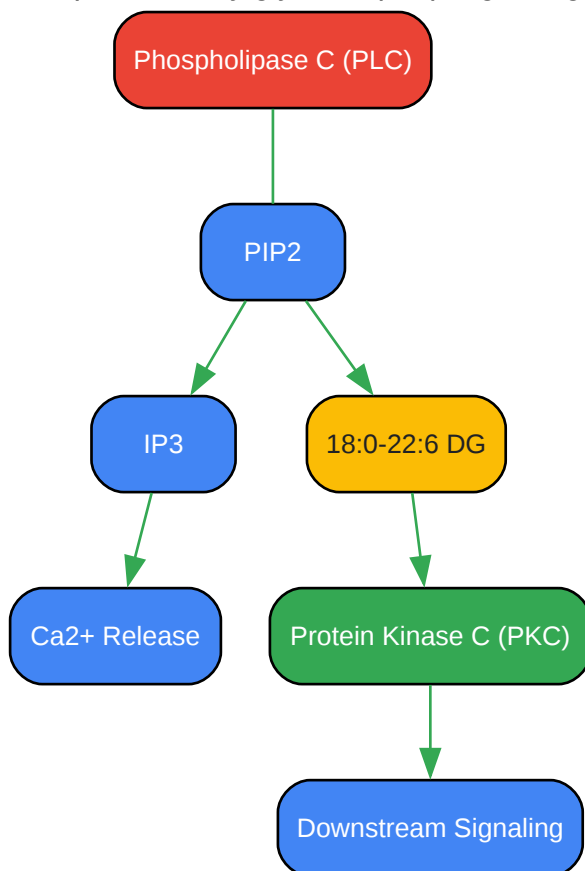 Phospholipase C (PLC)
PIP2
IP3
18:0-22:6 DG
Ca2+ Release
Protein Kinase C (PKC)
Downstream Signaling